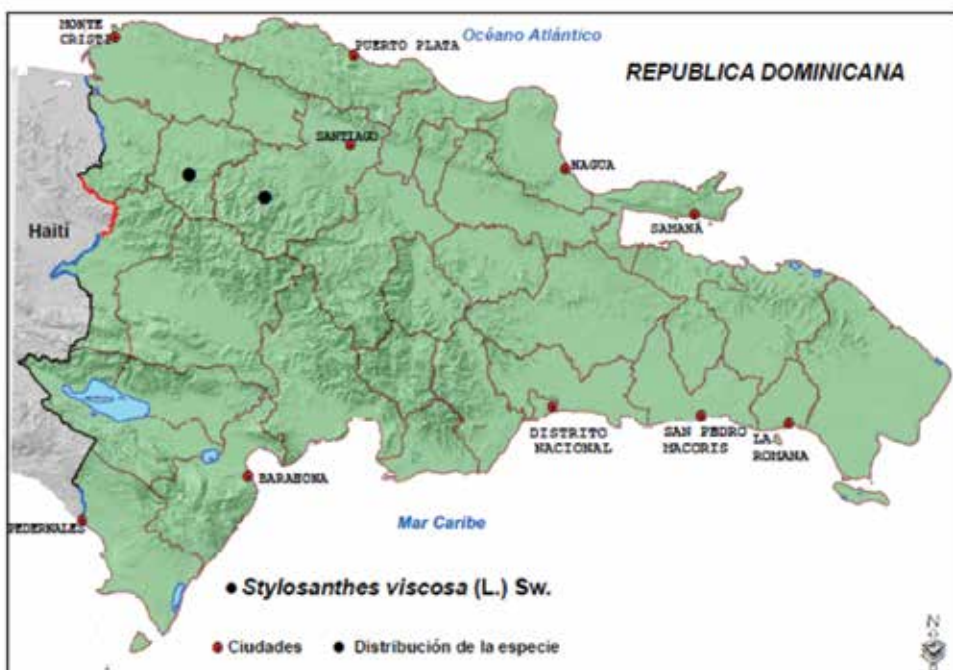 MONTE
CRISTI
Océano Atlántico
PUERTO PLATA
REPUBLICA DOMINICANA
SANTIAGO
NAGUA
SAMANÁ
Haití
DISTRITO
NACIONAL
SAN PEDRO
MACORIS
LA
ROMANA
BARAHONA
PEDERNALES
Mar Caribe
Stylosanthes viscosa (L.) Sw.
Ciudades
Distribución de la especie
N